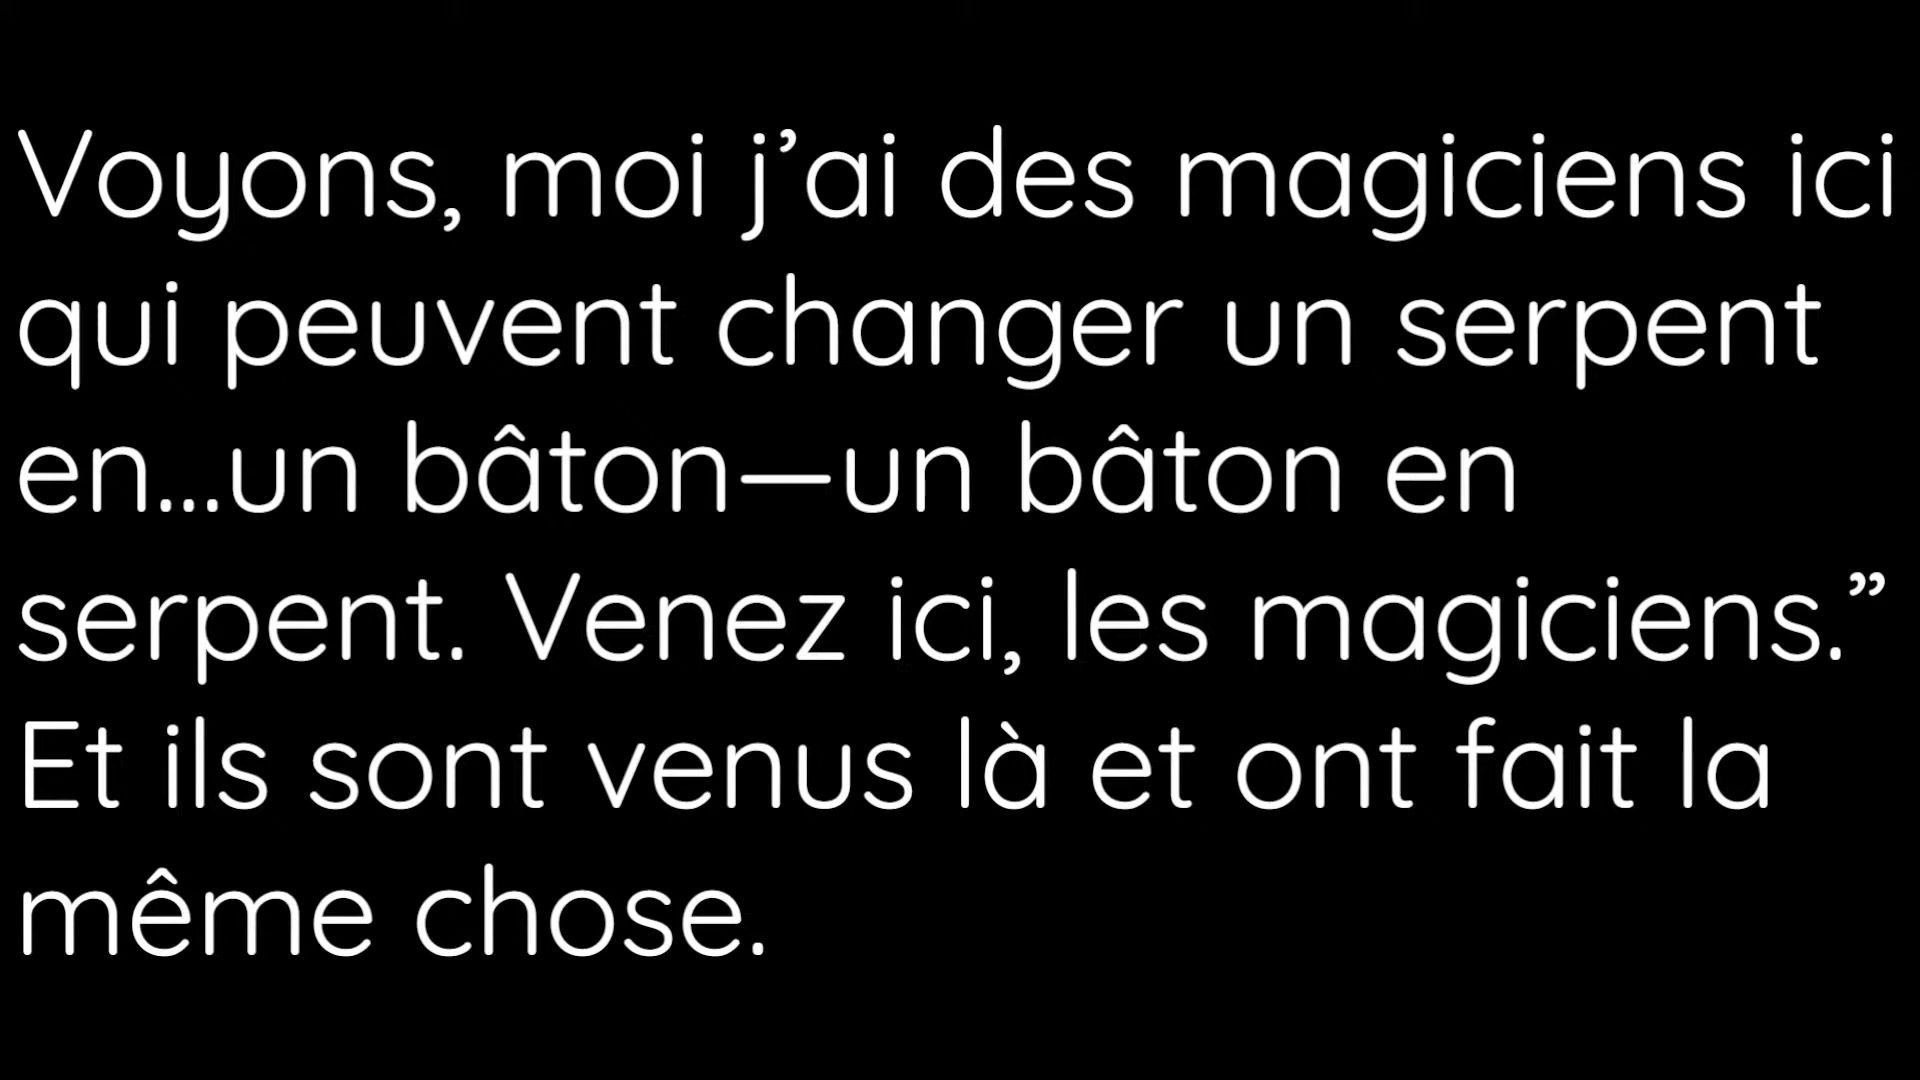 Voyons, moi j’ai des magiciens ici
qui peuvent changer un serpent
en...un bâton—un bâton en
serpent. Venez ici, les magiciens.”
Et ils sont venus là et ont fait la
même chose.